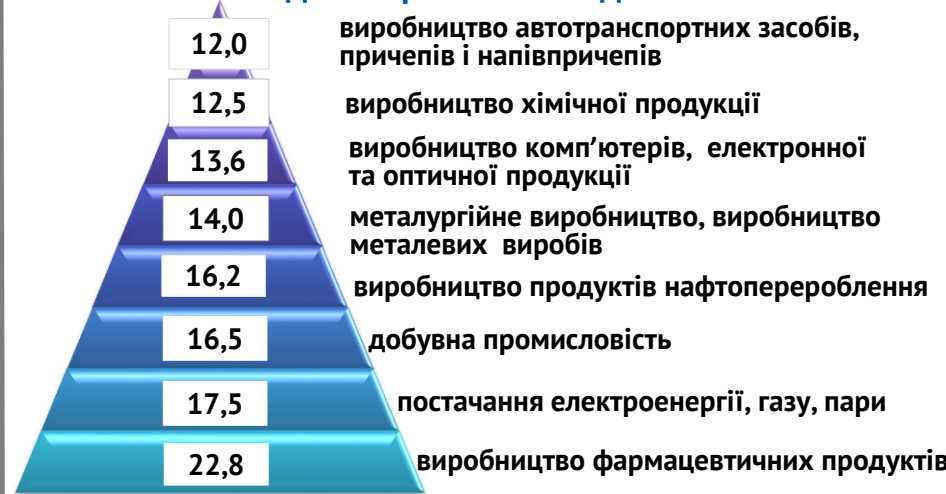 12,0
виробництво автотранспортних засобів,
причепів і напівпричепів
12,5
виробництво хімічної продукції
13,6
виробництво комп’ютерів, електронної
та оптичної продукції
14,0
металургійне виробництво, виробництво
металевих виробів
16,2
виробництво продуктів нафтоперероблення
16,5
добувна промисловість
17,5
постачання електроенергії, газу, пари
22,8
виробництво фармацевтичних продуктів